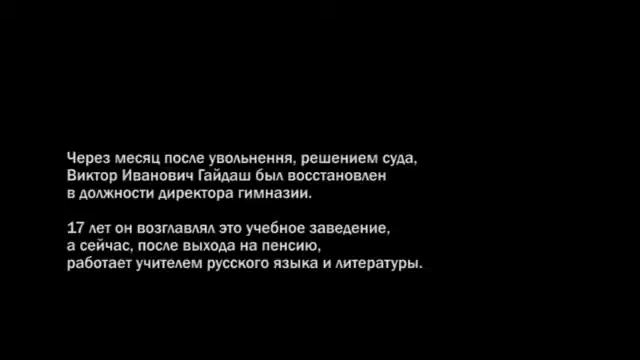 Через месяц после увольнення, решением суда,
Виктор Иванович Гайдаш был восстановлен
в должности директора гимназии.
17 лет он возглавлял это учебное заведение,
а сейчас, после выхода на пенсию,
работает учителем русского языка и литературы.